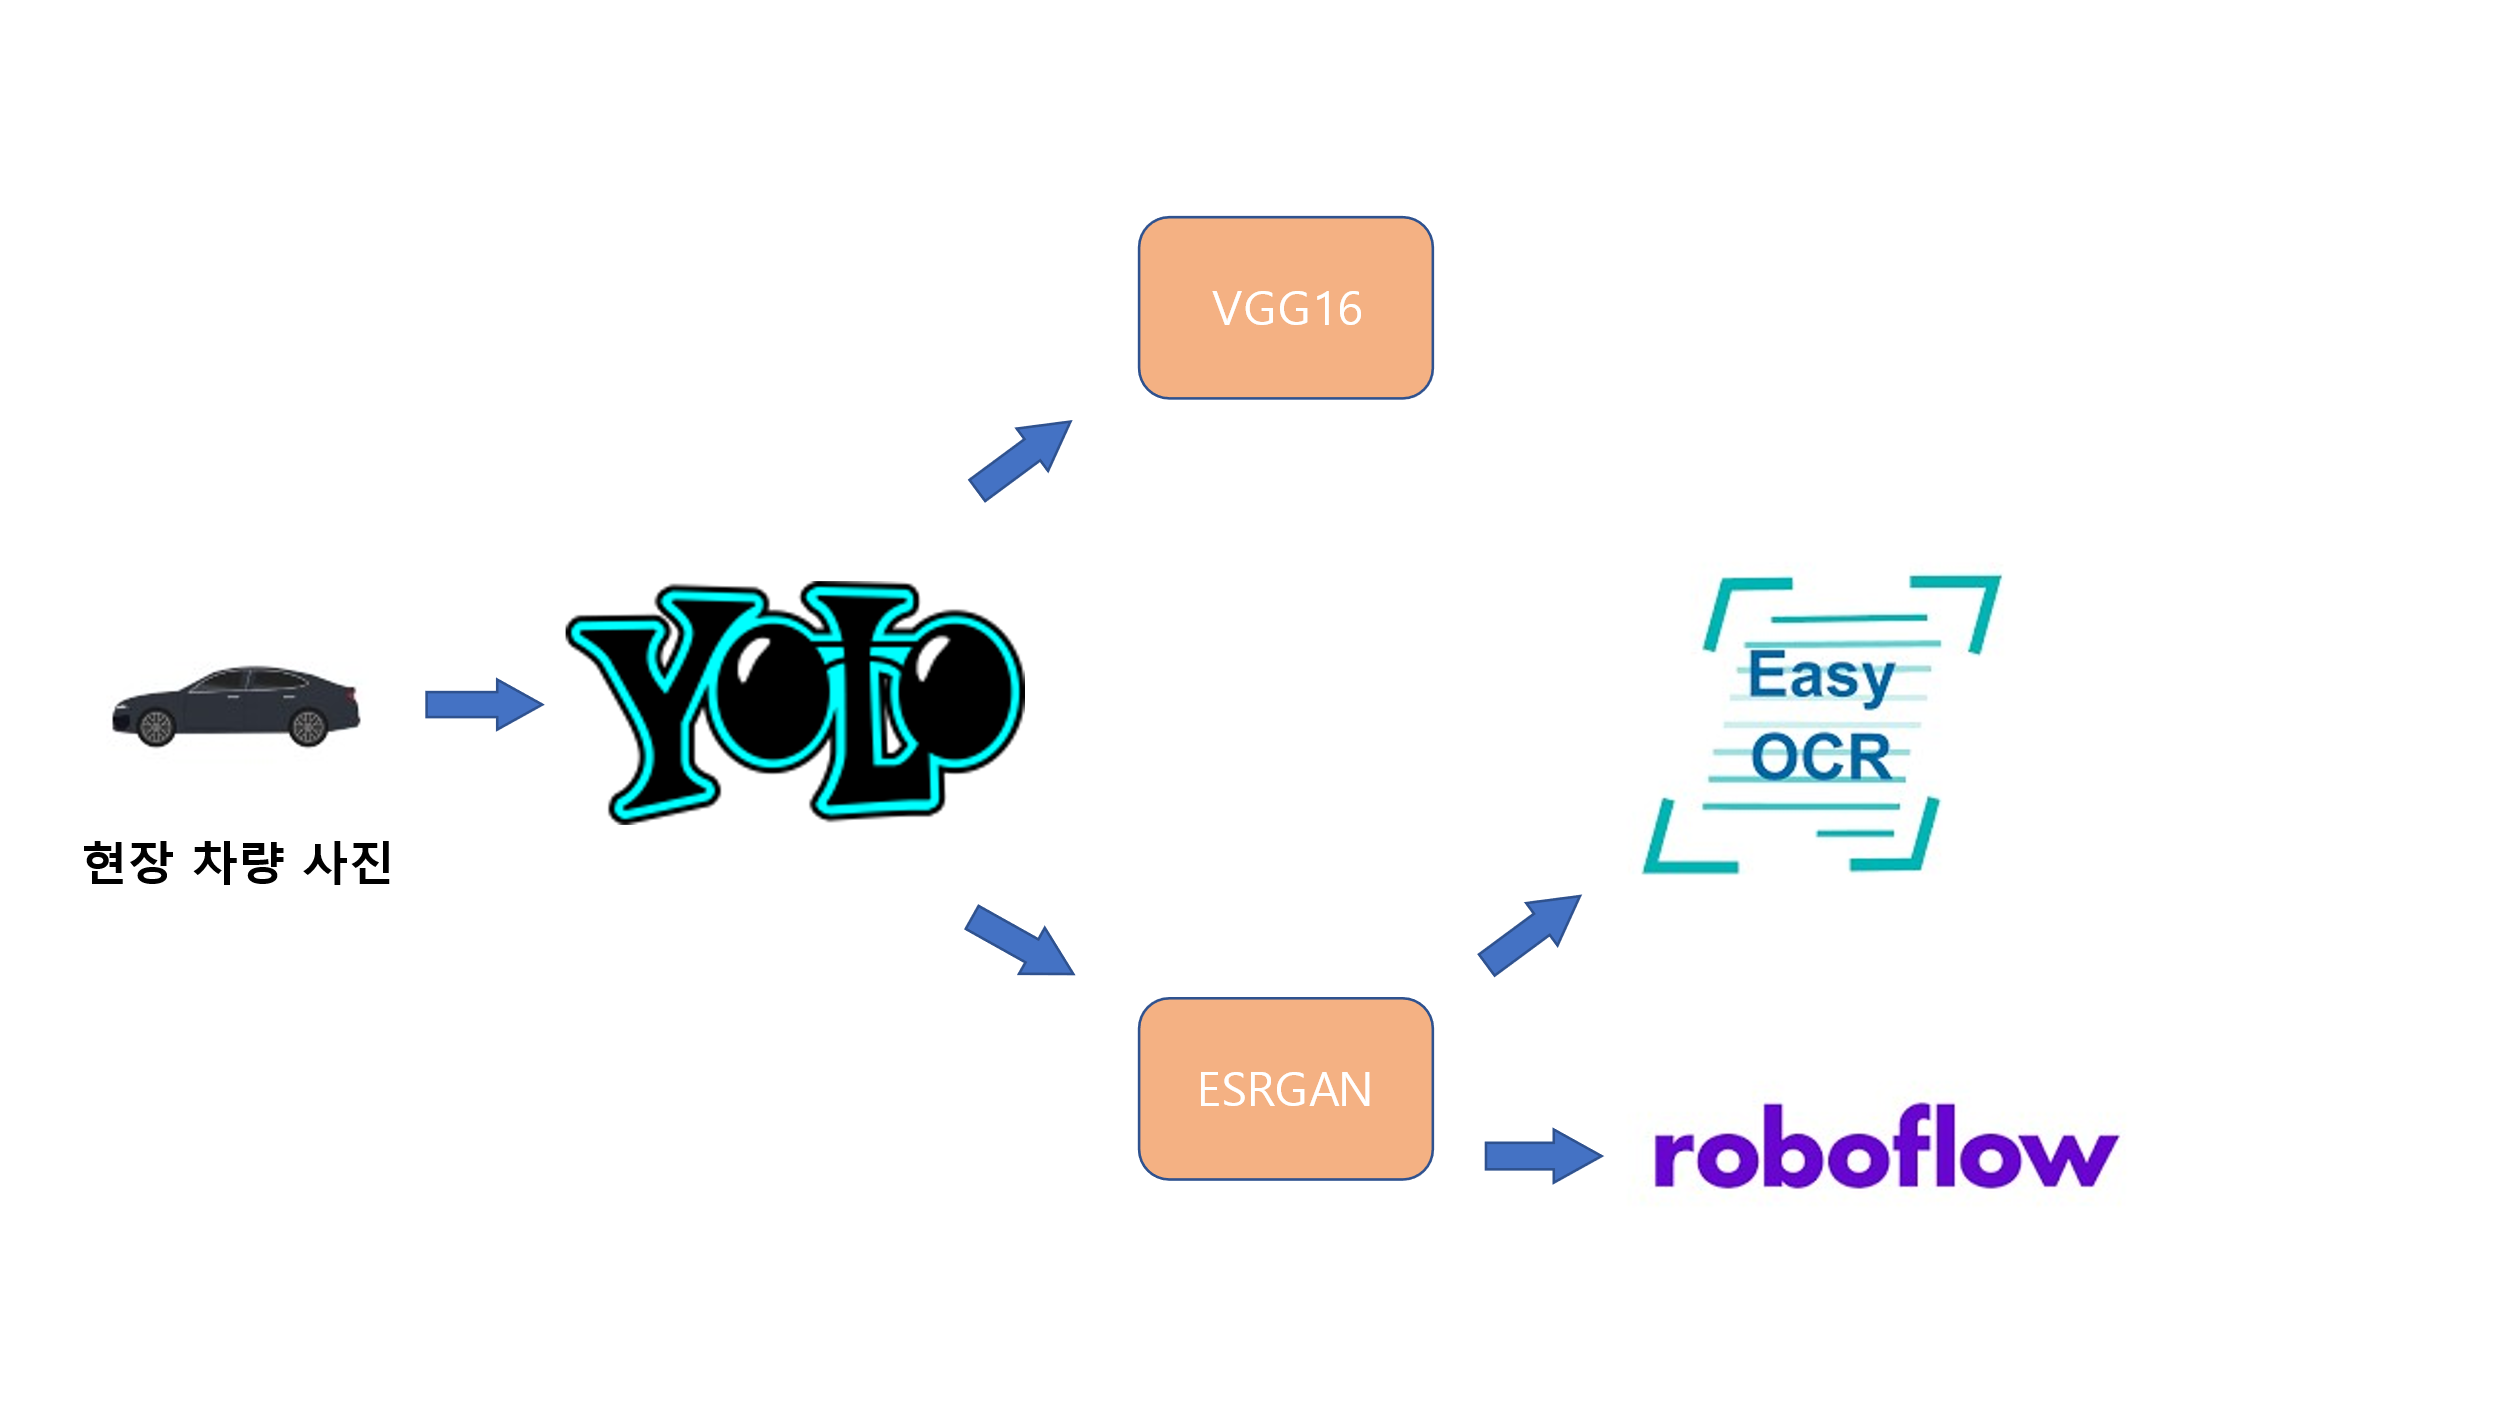 VGG16
YOLO
Easy
OCR
현장 차량 사진
ESRGAN
roboflow